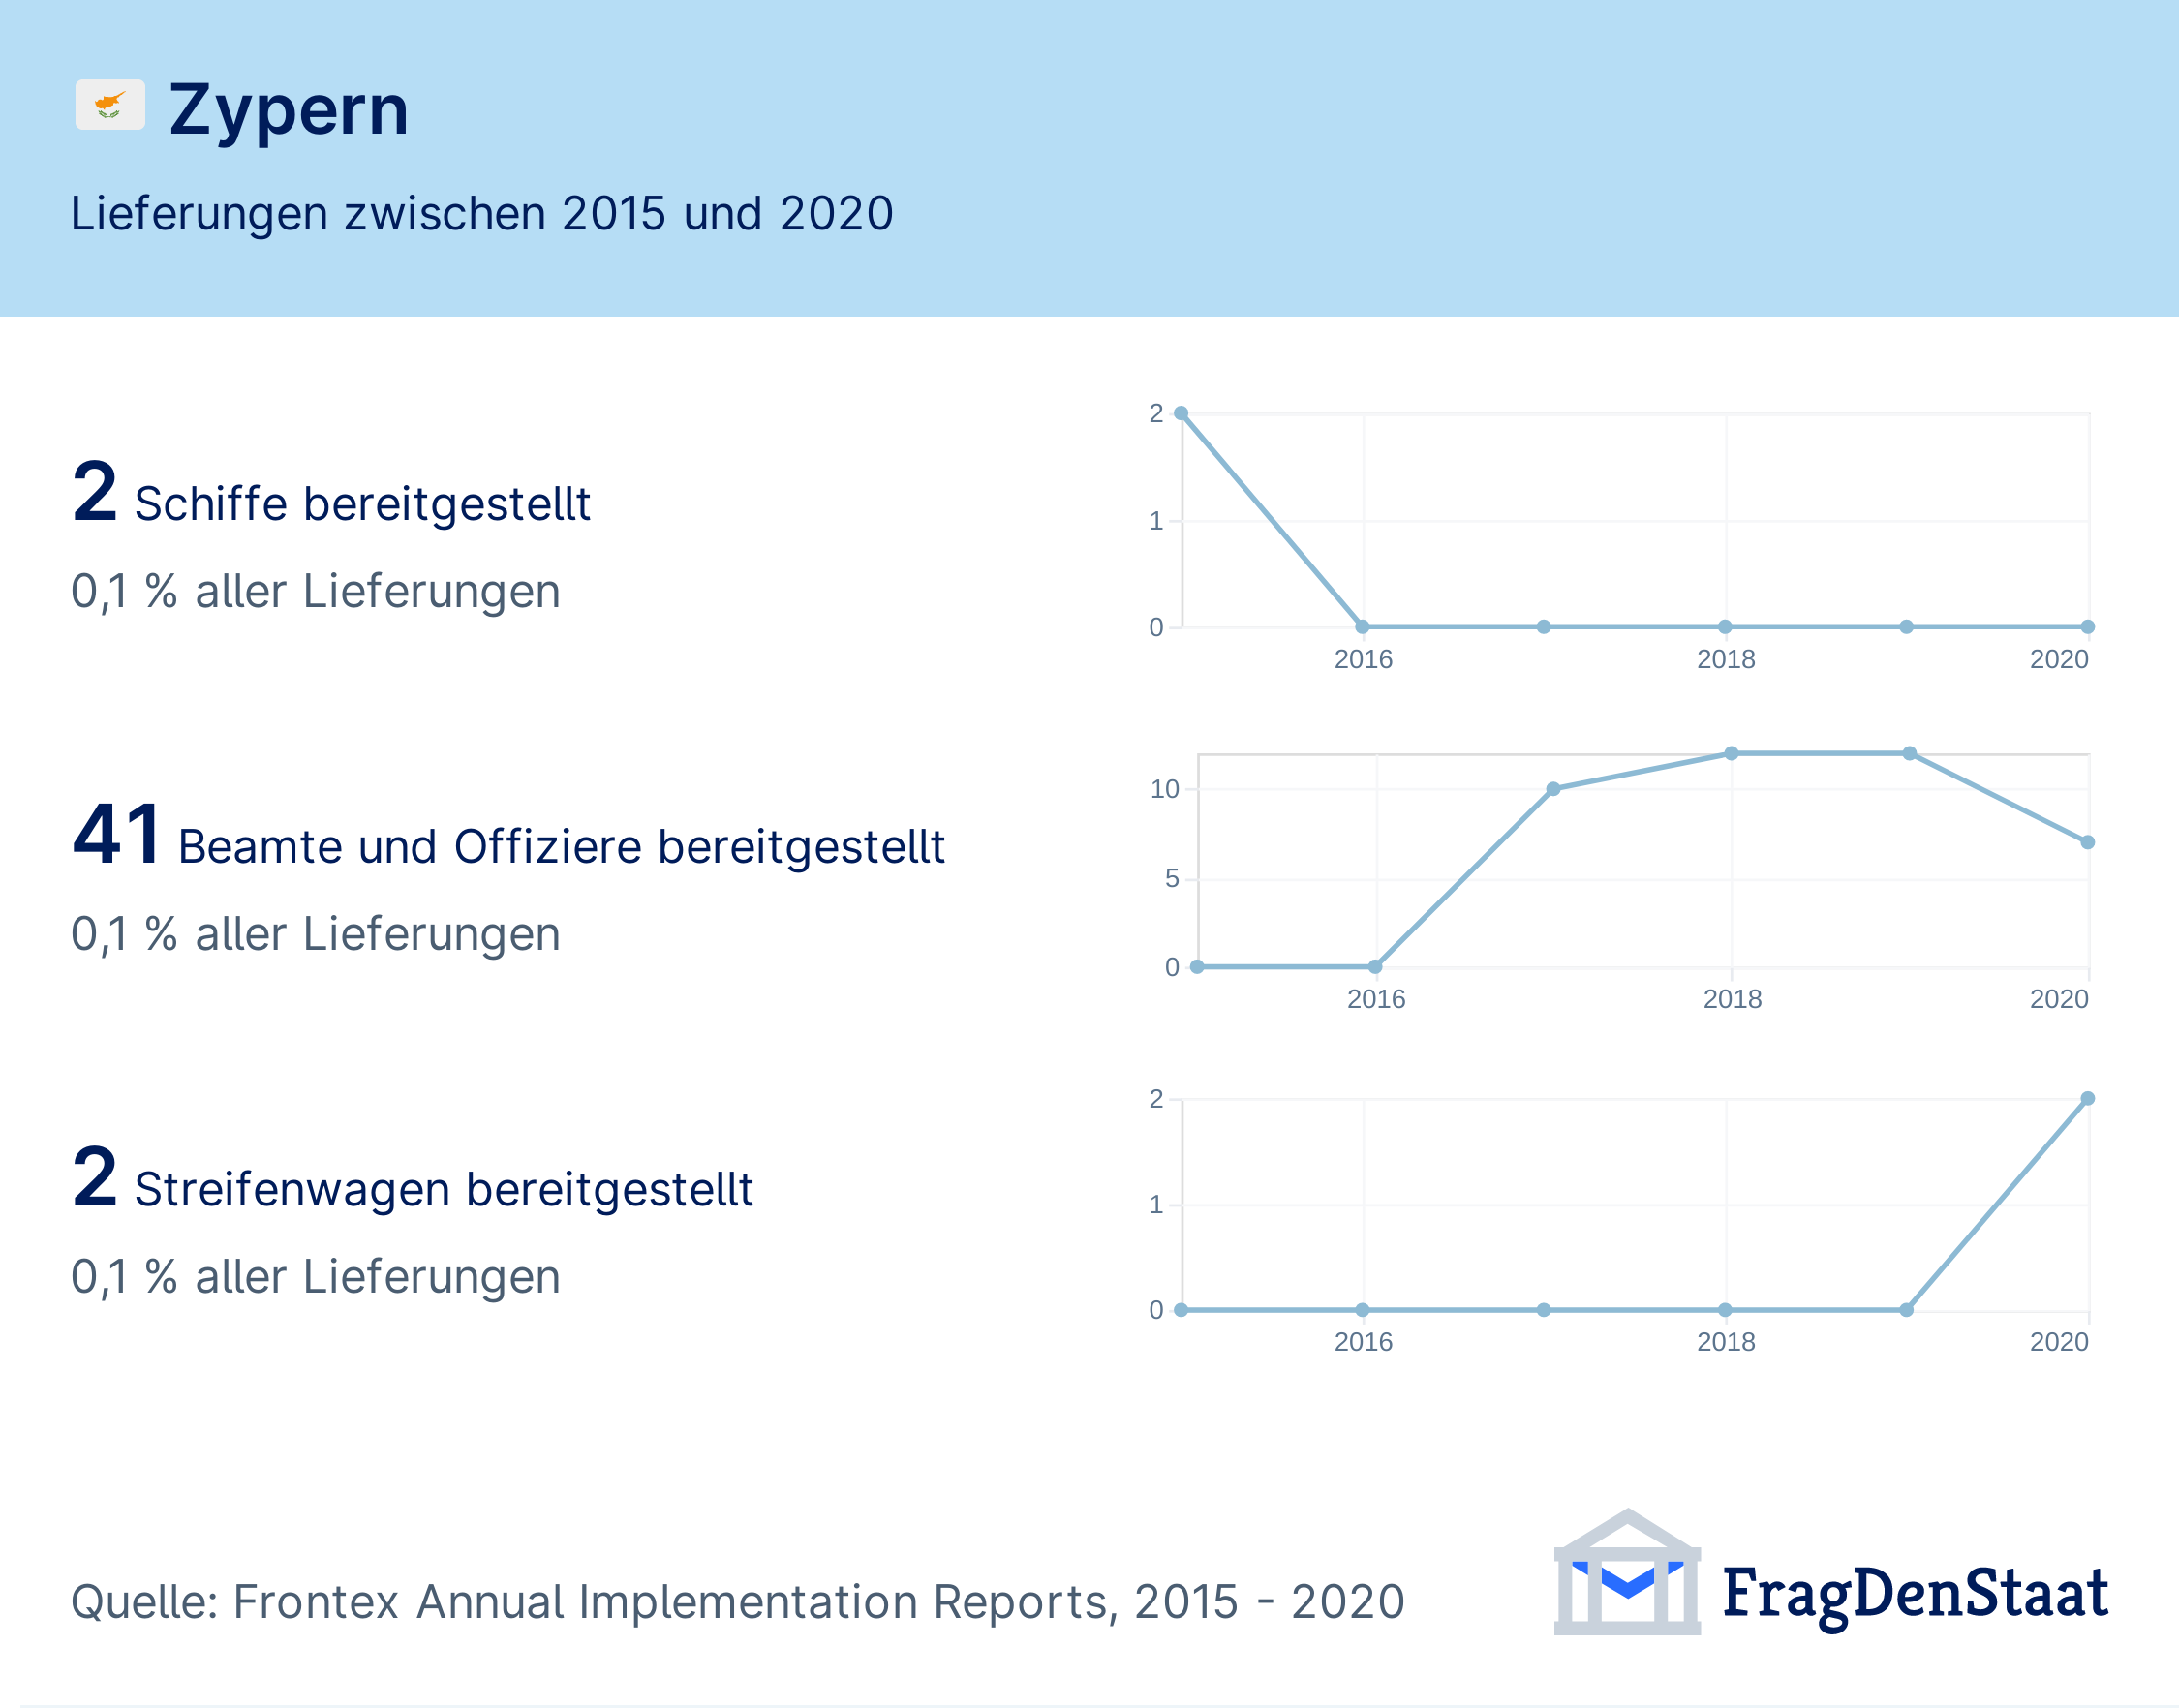 Zypern
Lieferungen zwischen 2015 und 2020
2 Schiffe bereitgestellt
0,1 % aller Lieferungen
2
1
0
2016 2018 2020
41 Beamte und Offiziere bereitgestellt
0,1 % aller Lieferungen
10
5
0
2016 2018 2020
2 Streifenwagen bereitgestellt
0,1 % aller Lieferungen
2
1
0
2016 2018 2020
Quelle: Frontex Annual Implementation Reports, 2015 - 2020
FragDenStaat